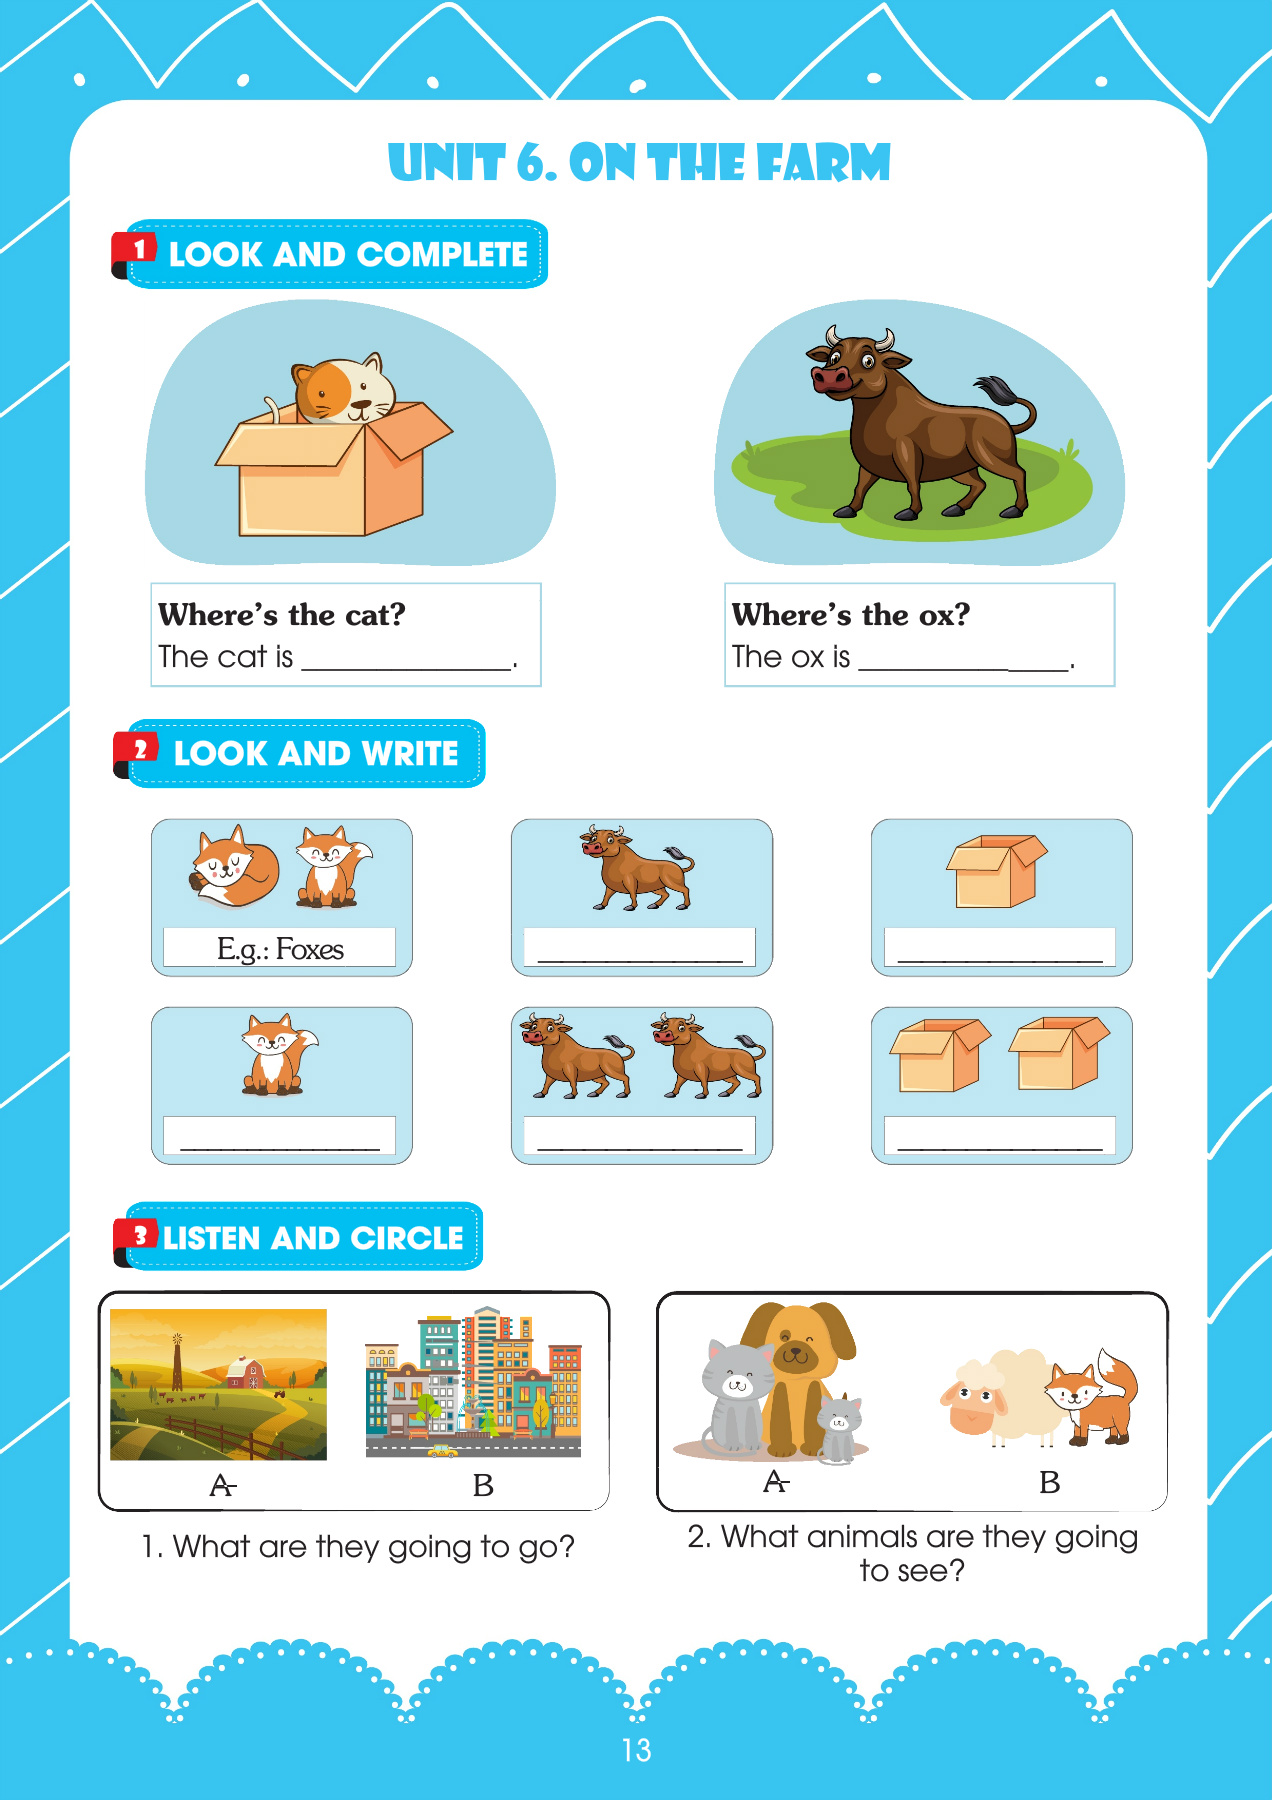 UNIT 6. ON THE FARM
1 LOOK AND COMPLETE
Where's the cat?
The cat is ______________.
Where's the ox?
The ox is ______________.
2 LOOK AND WRITE
E.g.: Foxes
______________
______________
______________
______________
______________
3 LISTEN AND CIRCLE
A
B
1. What are they going to go?
A
B
2. What animals are they going
to see?
13